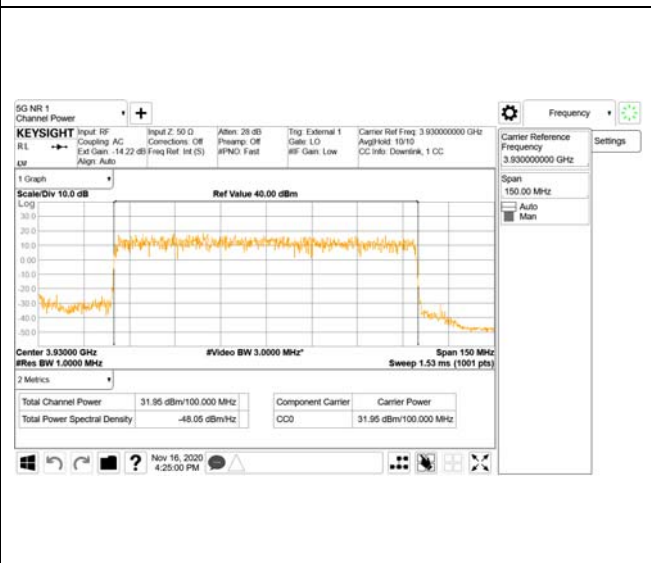 5G NR 1
Channel Power
Frequency
KEYSIGHT
RL
Input: RF
Coupling: AC
Ext Gain: -14.22 dB
Align: Auto
Input Z: 50 Ω
Corrections: Off
Freq Ref: Int (S)
Atten: 28 dB
Preamp: Off
#PNO: Fast
Trig: External 1
Gate: LO
#IF Gain: Low
Carrier Ref Freq: 3.930000000 GHz
Avg|Hold: 10/10
CC Info: Downlink, 1 CC
Carrier Reference
Frequency
3.930000000 GHz
Settings
Span
150.00 MHz
Auto
Man
1 Graph
Scale/Div 10.0 dB
Ref Value 40.00 dBm
Log
30.0
20.0
10.0
0.00
-10.0
-20.0
-30.0
-40.0
-50.0
Center 3.93000 GHz
#Video BW 3.0000 MHz*
Span 150 MHz
#Res BW 1.0000 MHz
Sweep 1.53 ms (1001 pts)
2 Metrics
Total Channel Power 31.95 dBm/100.000 MHz
Total Power Spectral Density -48.05 dBm/Hz
Component Carrier Carrier Power
CC0 31.95 dBm/100.000 MHz
Nov 16, 2020
4:25:00 PM